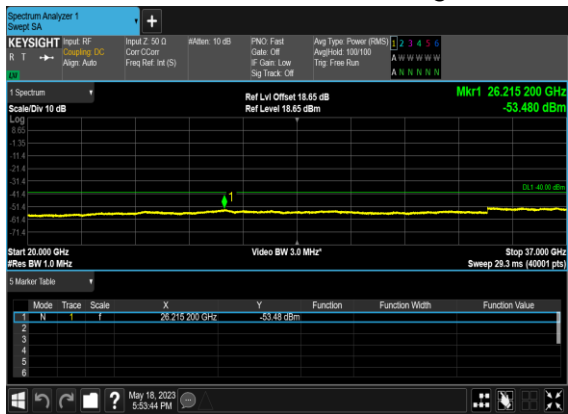 Spectrum Analyzer 1
Swept SA
KEYSIGHT Input: RF Input Z: 50 Ω #Atten: 10 dB PNO: Fast Avg Type: Power (RMS) 1 2 3 4 5 6
R T Coupling: DC Corr CCorr Gate: Off Avg|Hold: 100/100 A W W W W W
Align: Auto Freq Ref: Int (S) IF Gain: Low Trig: Free Run
Sig Track: Off A N N N N N
1 Spectrum Ref Lvl Offset 18.65 dB Mkr1 26.215 200 GHz
Scale/Div 10 dB Ref Level 18.65 dBm -53.480 dBm
Log
8.65
-1.35
-11.4
-21.4
-31.4
DL1 -40.00 dBm
-41.4
1
-51.4
-61.4
-71.4
Start 20.000 GHz Video BW 3.0 MHz* Stop 37.000 GHz
#Res BW 1.0 MHz Sweep 29.3 ms (40001 pts)
5 Marker Table
Mode Trace Scale X Y Function Function Width Function Value
1 N 1 f 26.215 200 GHz -53.48 dBm
2
3
4
5
6
? May 18, 2023
5:53:44 PM